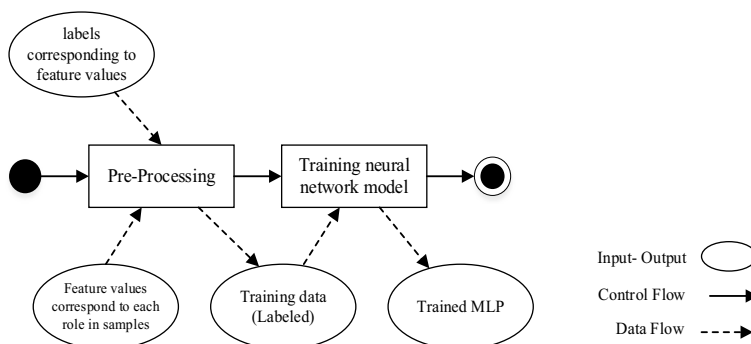 labels
corresponding to
feature values
Pre-Processing
Training neural
network model
Feature values
correspond to each
role in samples
Training data
(Labeled)
Trained MLP
Input- Output
Control Flow
Data Flow